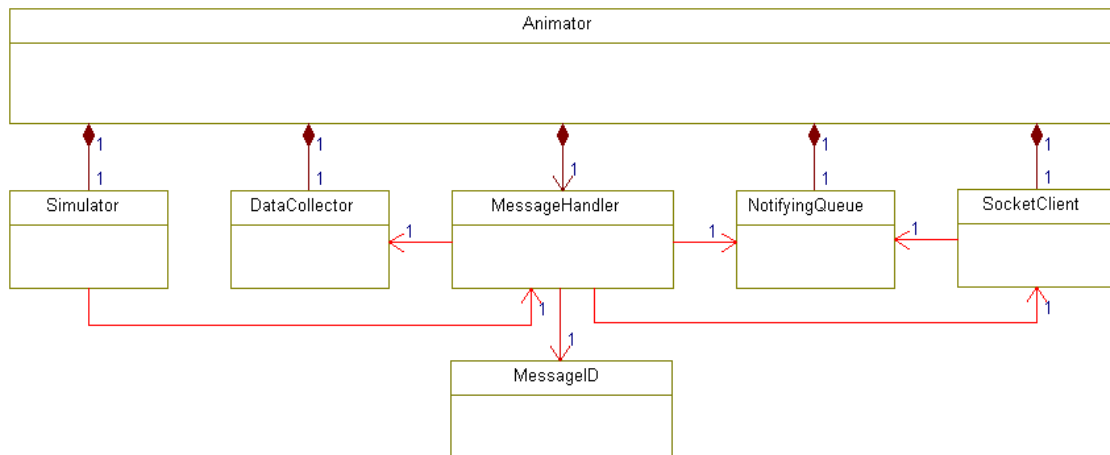 Animator
1 1 1 1
1 1 1 1 1
Simulator DataCollector MessageHandler NotifyingQueue SocketClient
1 1 1
1 1
1
MessageID